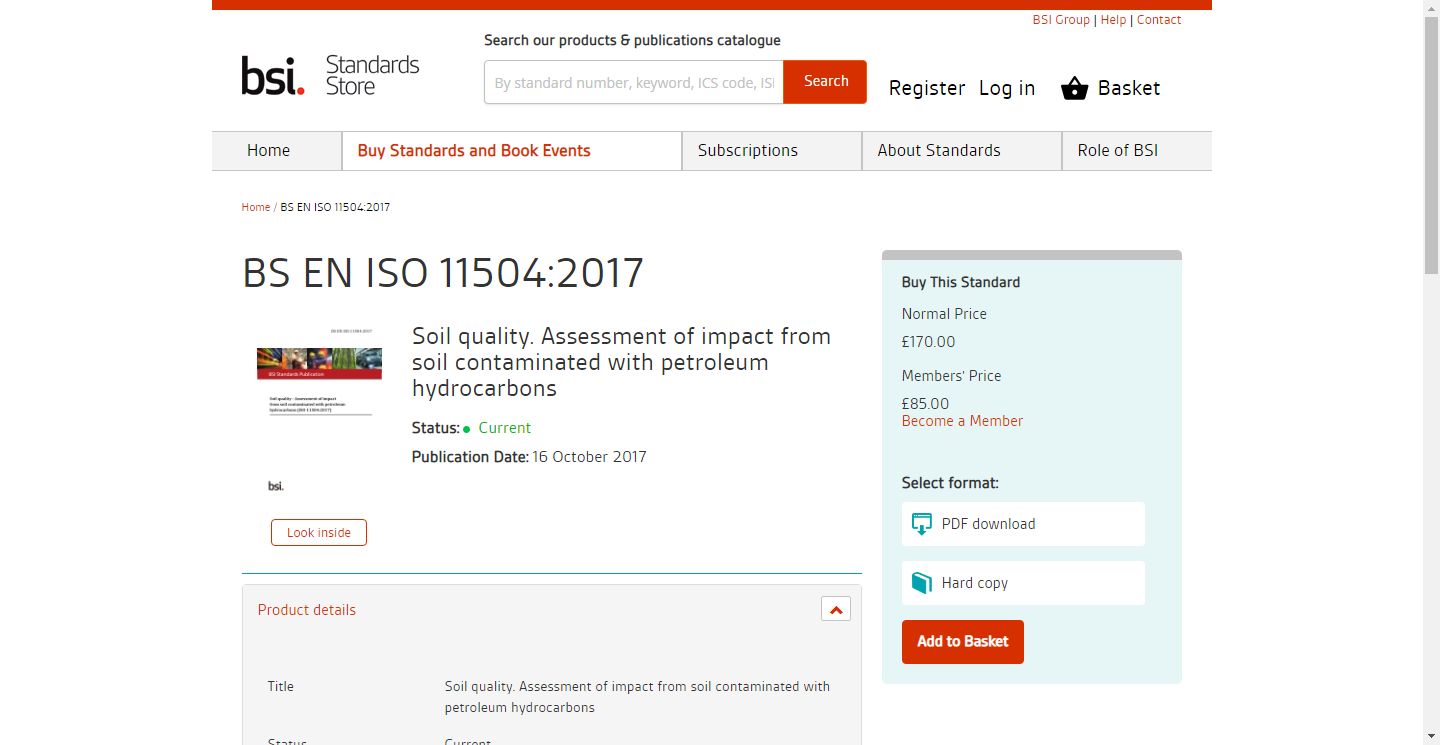 BSI Group | Help | Contact
Search our products & publications catalogue
bsi. Standards Store
By standard number, keyword, ICS code, ISI
Search
Register
Log in
Basket
Home
Buy Standards and Book Events
Subscriptions
About Standards
Role of BSI
Home / BS EN ISO 11504:2017
BS EN ISO 11504:2017
BS EN ISO 11504:2017
BSI Standards Publication
Soil quality - Assessment of impact
from soil contaminated with petroleum
hydrocarbons (ISO 11504:2017)
bsi.
Look inside
Soil quality. Assessment of impact from
soil contaminated with petroleum
hydrocarbons
Status: Current
Publication Date: 16 October 2017
Buy This Standard
Normal Price
£170.00
Members' Price
£85.00
Become a Member
Select format:
PDF download
Hard copy
Add to Basket
Product details
Title
Soil quality. Assessment of impact from soil contaminated with
petroleum hydrocarbons
Status
Current